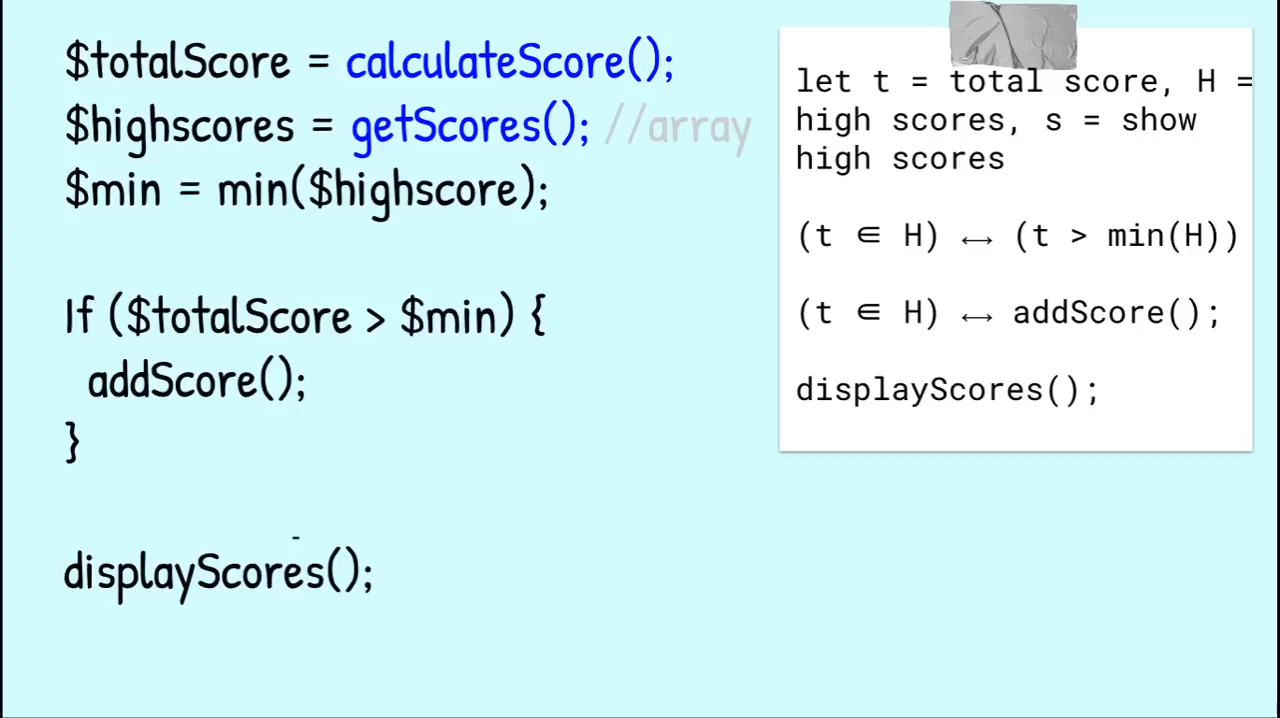 $totalScore = calculateScore();
$highscores = getScores(); //array
$min = min($highscore);
If ($totalScore > $min) {
addScore();
}
displayScores();
let t = total score, H =
high scores, s = show
high scores
(t ∈ H) ↔ (t > min(H))
(t ∈ H) ↔ addScore();
displayScores();